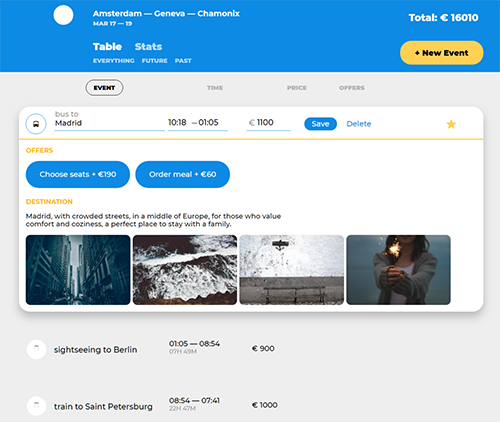 Amsterdam — Geneva — Chamonix
MAR 17 — 19
Total: € 16010
Table Stats
EVERYTHING FUTURE PAST
+ New Event
EVENT TIME PRICE OFFERS
bus to
Madrid 10:18 – 01:05 € 1100 Save Delete
OFFERS
Choose seats + €190 Order meal + €60
DESTINATION
Madrid, with crowded streets, in a middle of Europe, for those who value
comfort and coziness, a perfect place to stay with a family.
sightseeing to Berlin 01:05 — 08:54 € 900
07H 49M
train to Saint Petersburg 08:54 — 07:41 € 1000
22H 47M